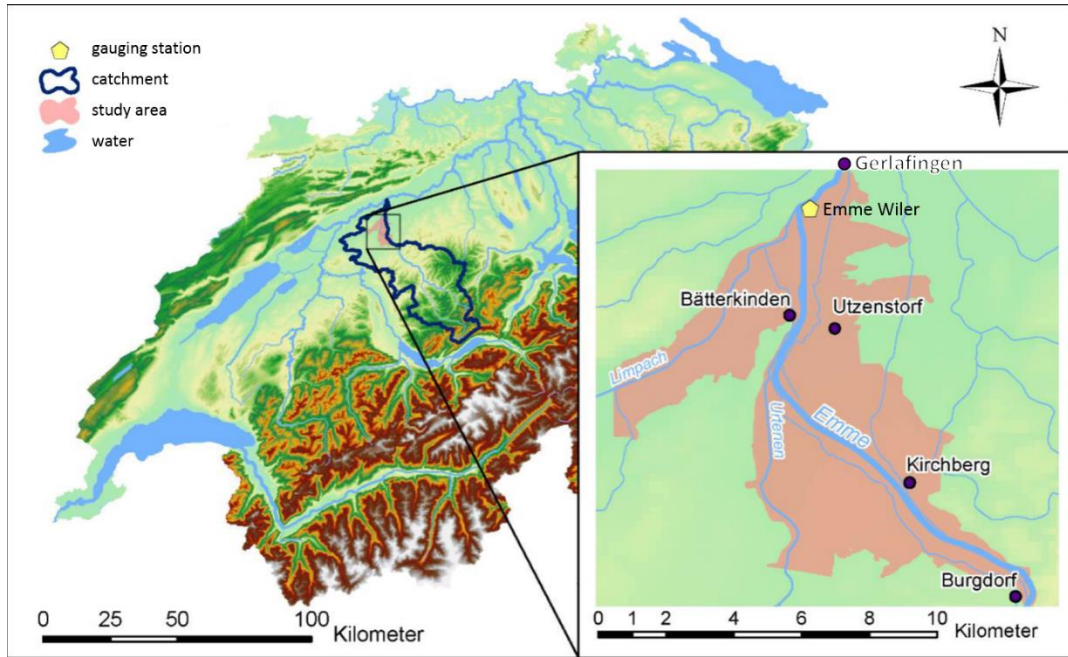 gauging station
catchment
study area
water
N
Gerlafingen
Emme Wiler
Bätterkinden
Utzenstorf
Limpach
Urtenen
Emme
Kirchberg
Burgdorf
0 25 50 100
Kilometer
0 1 2 4 6 8 10
Kilometer